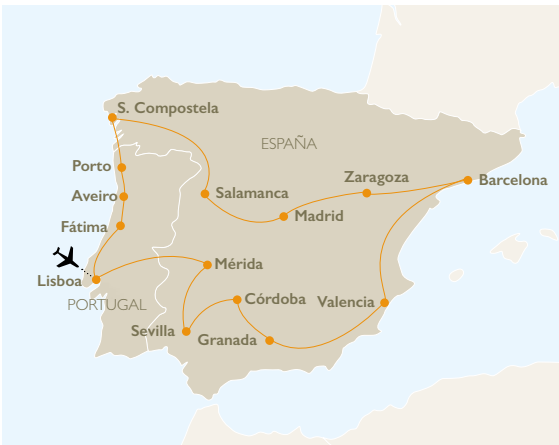 S. Compostela
ESPAÑA
Porto
Zaragoza
Barcelona
Aveiro
Salamanca
Madrid
Fátima
Mérida
Lisboa
PORTUGAL
Córdoba
Valencia
Sevilla
Granada